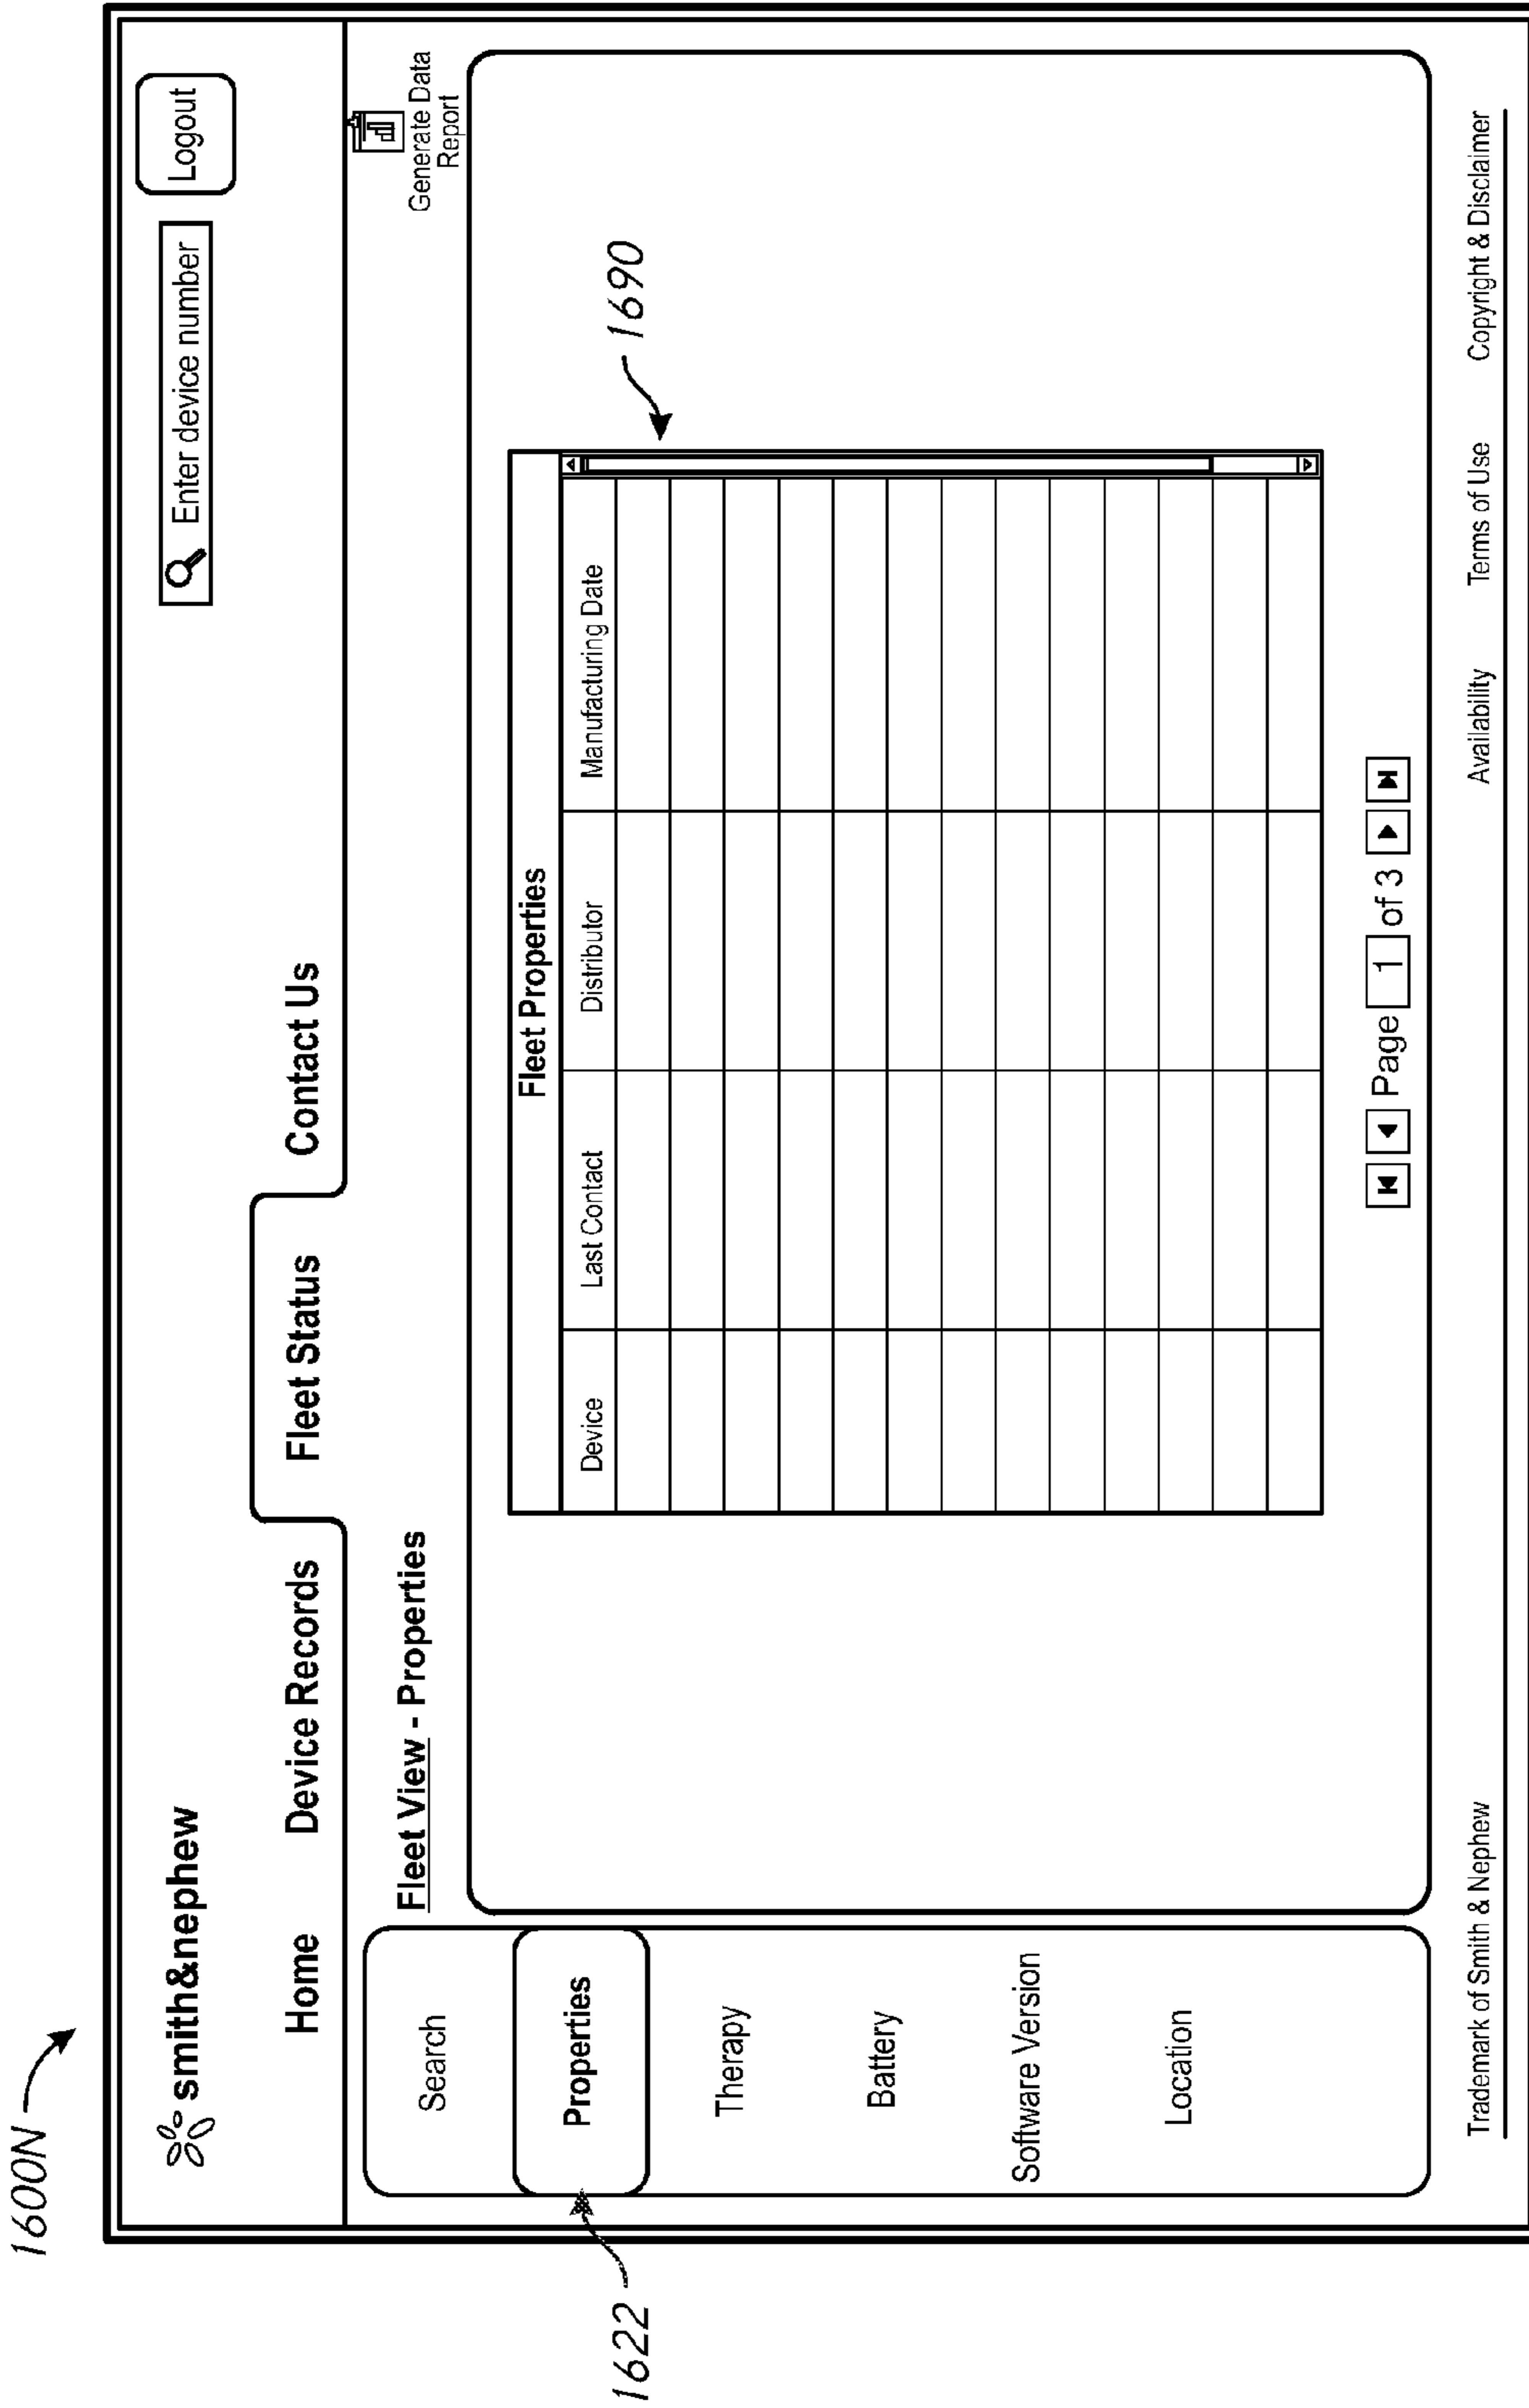 1600N
smith&nephew
Enter device number
Logout
Home Device Records Fleet Status Contact Us
Fleet View - Properties
Generate Data
Report
Search
Properties
Therapy
Battery
Software Version
Location
1622
Fleet Properties
Device Last Contact Distributor Manufacturing Date
1690
Page 1 of 3
Trademark of Smith & Nephew Availability Terms of Use Copyright & Disclaimer